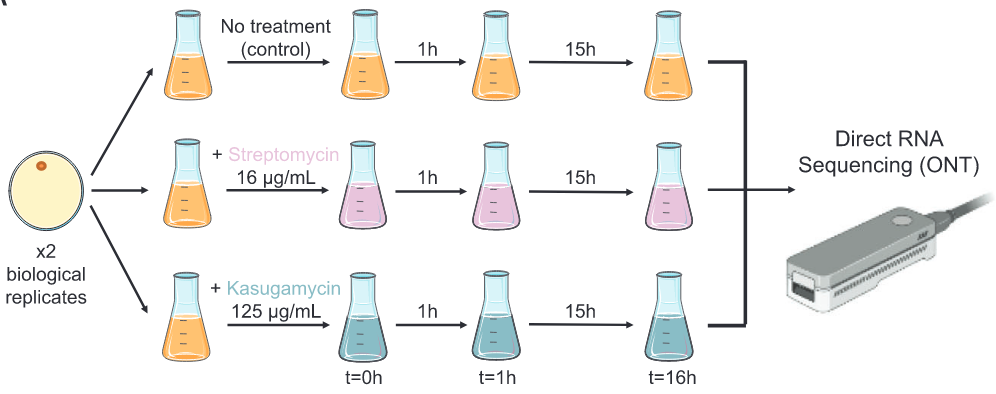 No treatment
(control)
1h
15h
+ Streptomycin
16 µg/mL
1h
15h
x2
biological
replicates
+ Kasugamycin
125 µg/mL
1h
15h
t=0h
t=1h
t=16h
Direct RNA
Sequencing (ONT)